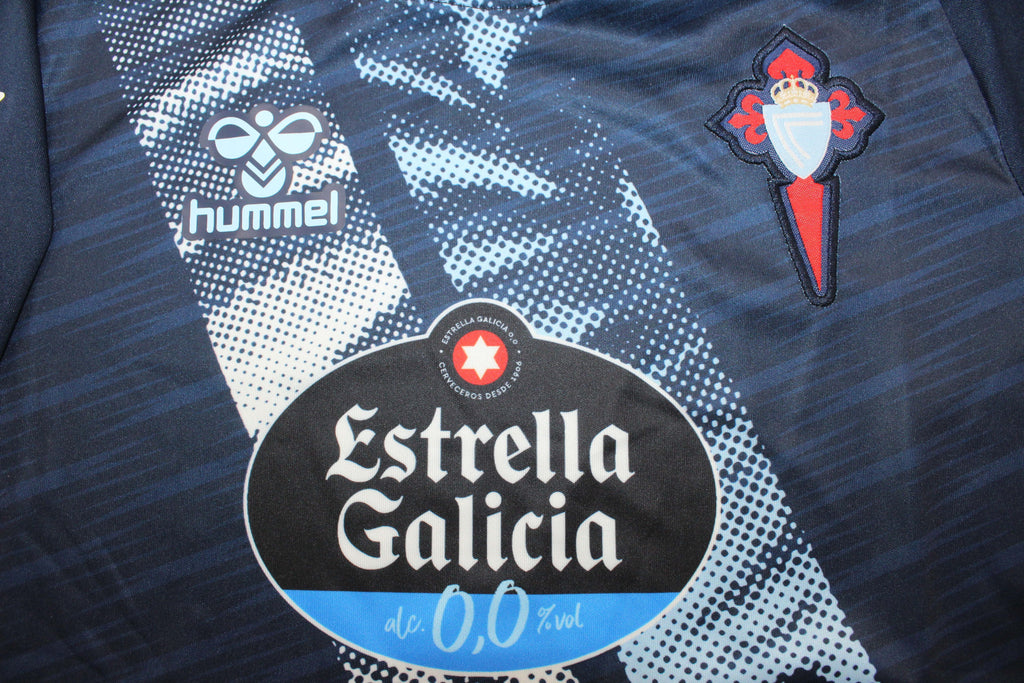 hummel
ESTRELLA GALICIA 0,0
CERVECEROS DESDE 1906
Estrella
Galicia
alc. 0,0 % vol